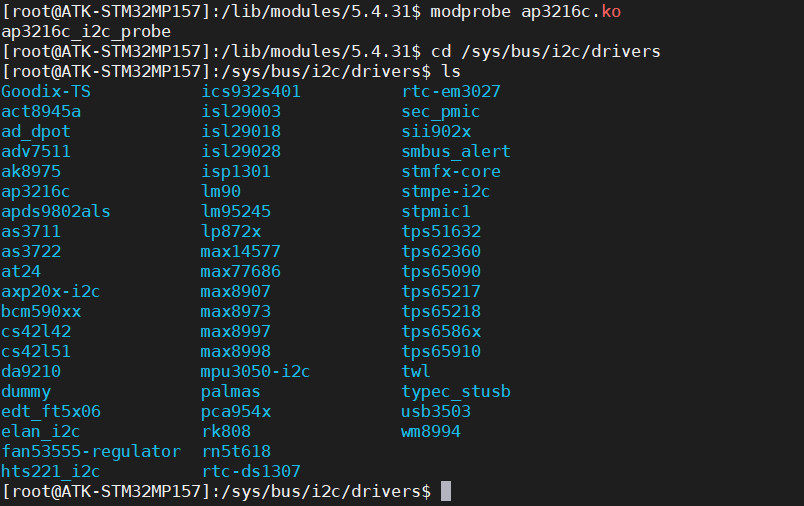 [root@ATK-STM32MP157]:/lib/modules/5.4.31$ modprobe ap3216c.ko
ap3216c_i2c_probe
[root@ATK-STM32MP157]:/lib/modules/5.4.31$ cd /sys/bus/i2c/drivers
[root@ATK-STM32MP157]:/sys/bus/i2c/drivers$ ls
Goodix-TS ics932s401 rtc-em3027
act8945a isl29003 sec_pmic
ad_dpot isl29018 sii902x
adv7511 isl29028 smbus_alert
ak8975 isp1301 stmfx-core
ap3216c lm90 stmpe-i2c
apds9802als lm95245 stpmic1
as3711 lp872x tps51632
as3722 max14577 tps62360
at24 max77686 tps65090
axp20x-i2c max8907 tps65217
bcm590xx max8973 tps65218
cs42l42 max8997 tps6586x
cs42l51 max8998 tps65910
da9210 mpu3050-i2c twl
dummy palmas typec_stusb
edt_ft5x06 pca954x usb3503
elan_i2c rk808 wm8994
fan53555-regulator rn5t618
hts221_i2c rtc-ds1307
[root@ATK-STM32MP157]:/sys/bus/i2c/drivers$